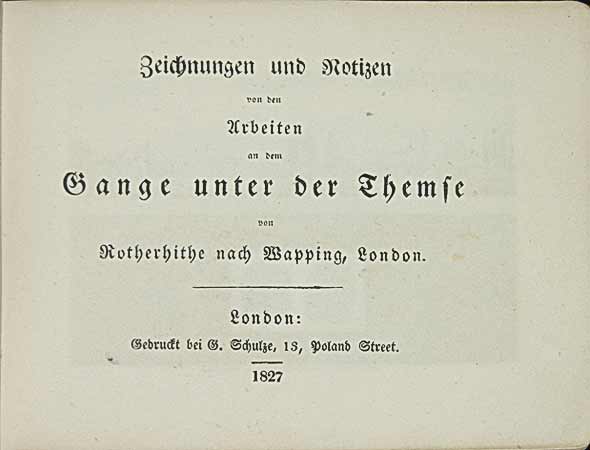 Zeichnungen und Notizen
von den
Arbeiten
an dem
Gange unter der Themse
von
Rotherhithe nach Wapping, London.
London:
Gedruckt bei G. Schulze, 13, Poland Street.
1827